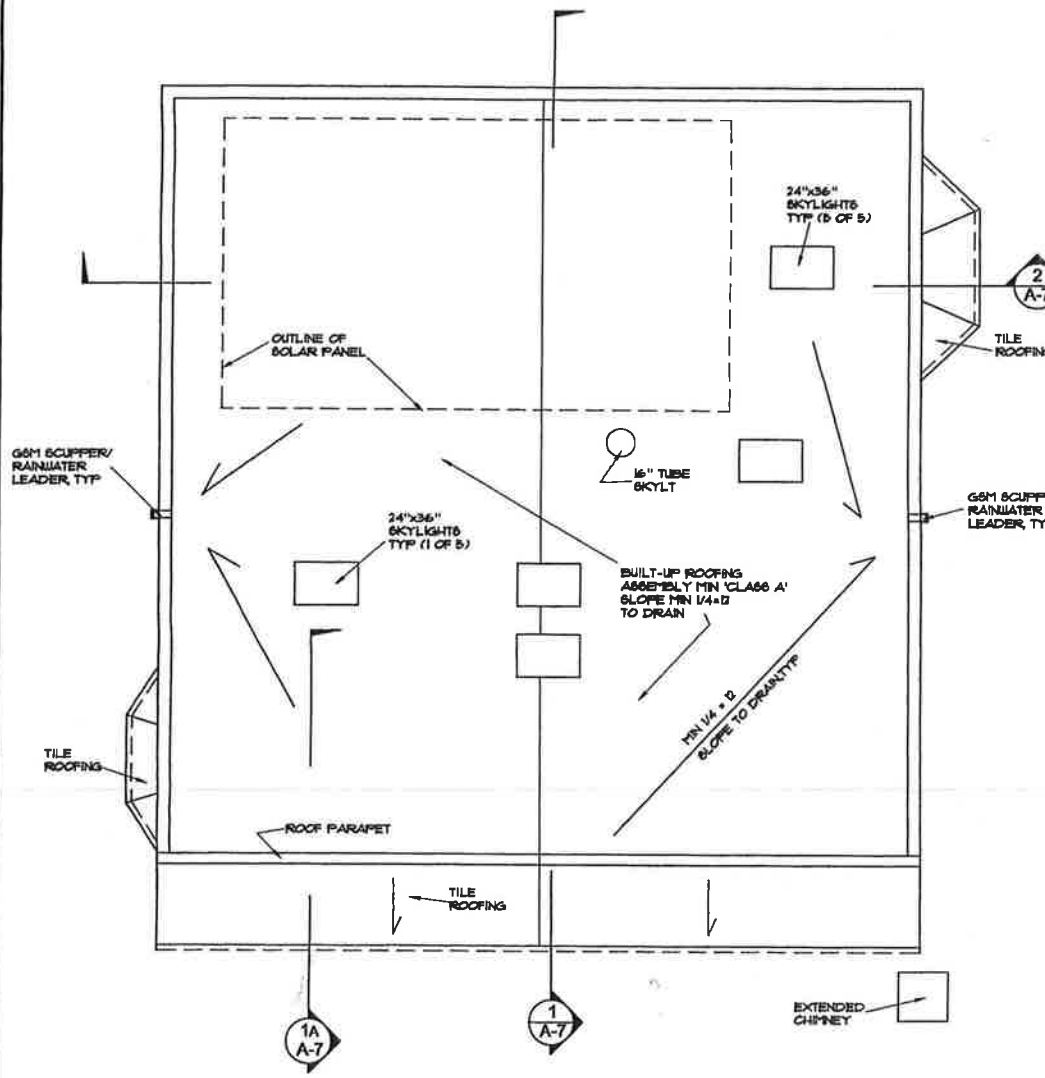 24"x36"
SKYLIGHTS
TYP (5 OF 5)
2
TILE
OUTLINE OF
SOLAR PANEL
GSM SCUPPER/
RAINWATER
LEADER, TYP
16" TUBE
SKYLT
GSM
RAINWATER
LEADER,
24"x36"
SKYLIGHTS
TYP (1 OF 5)
BUILT-UP ROOFING
ASSEMBLY MIN 'CLASS A'
SLOPE MIN 1/4=12
TO DRAIN
MIN 1/4 = 12
SLOPE TO DRAIN,TYP
TILE
ROOFING
ROOF PARAPET
TILE
ROOFING
1A
A-7
1
A-7
EXTENDED
CHIMNEY